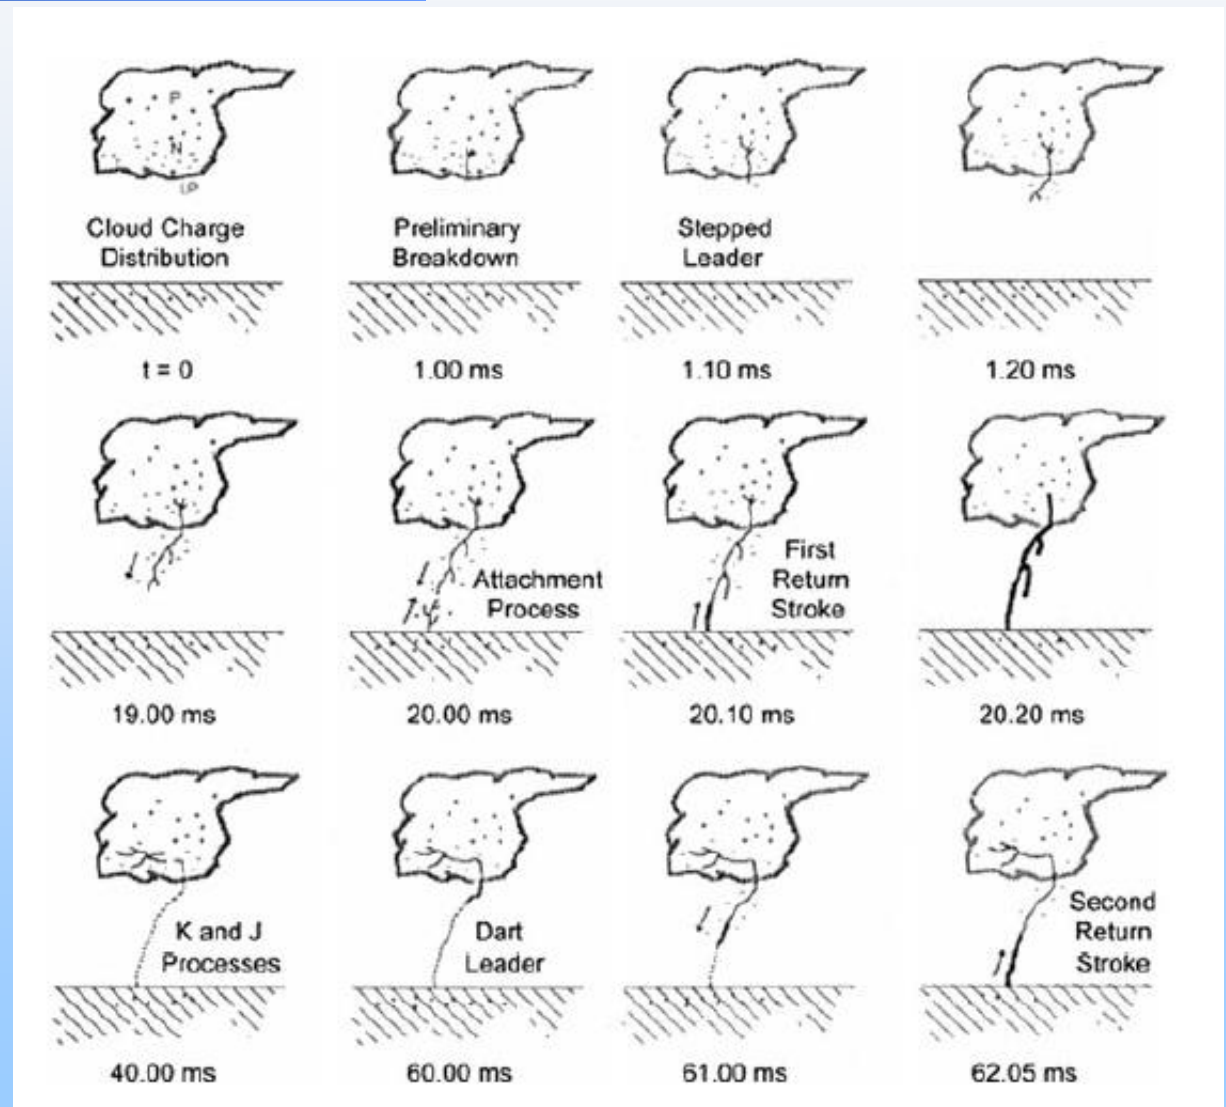 P
N
LP
Cloud Charge
Distribution
Preliminary
Breakdown
Stepped
Leader
t = 0
1.00 ms
1.10 ms
1.20 ms
Attachment
Process
First
Return
Stroke
19.00 ms
20.00 ms
20.10 ms
20.20 ms
K and J
Processes
Dart
Leader
Second
Return
Stroke
40.00 ms
60.00 ms
61.00 ms
62.05 ms